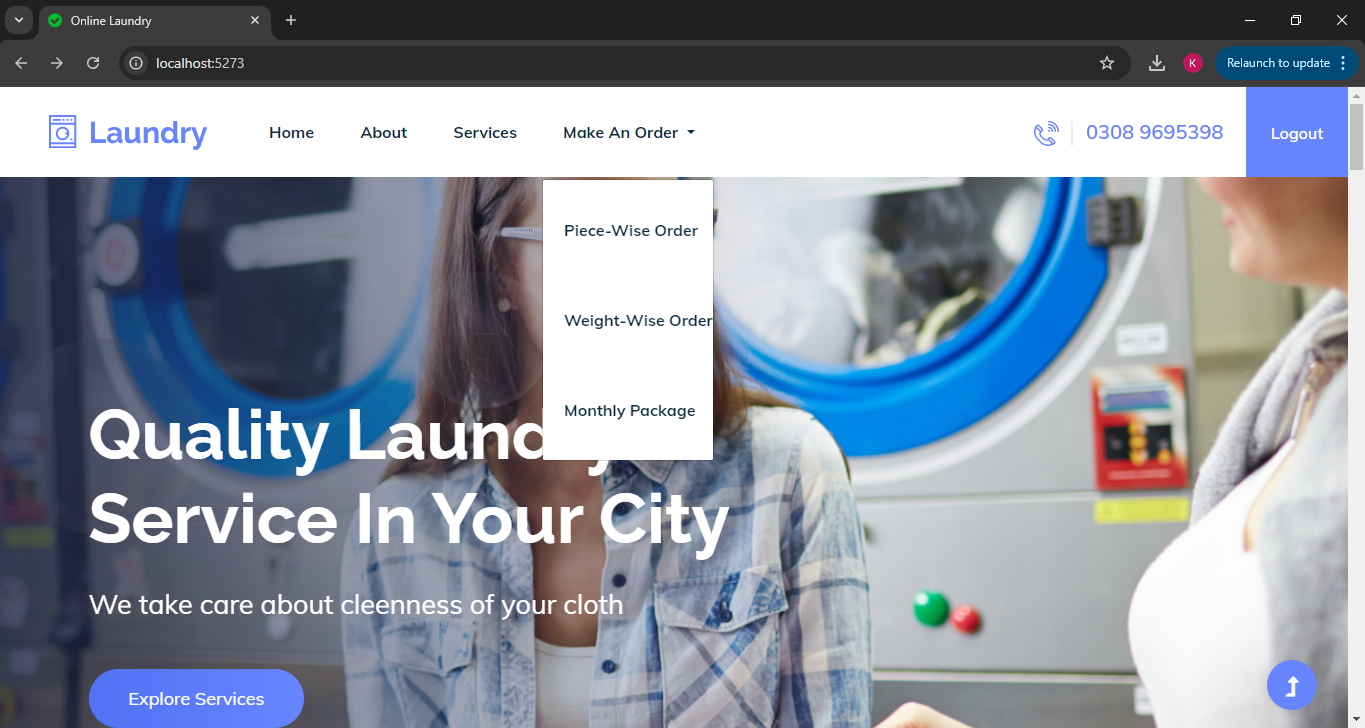 Online Laundry
localhost:5273
K
Relaunch to update
Laundry
Home
About
Services
Make An Order
0308 9695398
Logout
Piece-Wise Order
Weight-Wise Order
Monthly Package
Quality Laundry
Service In Your City
We take care about cleenness of your cloth
Explore Services